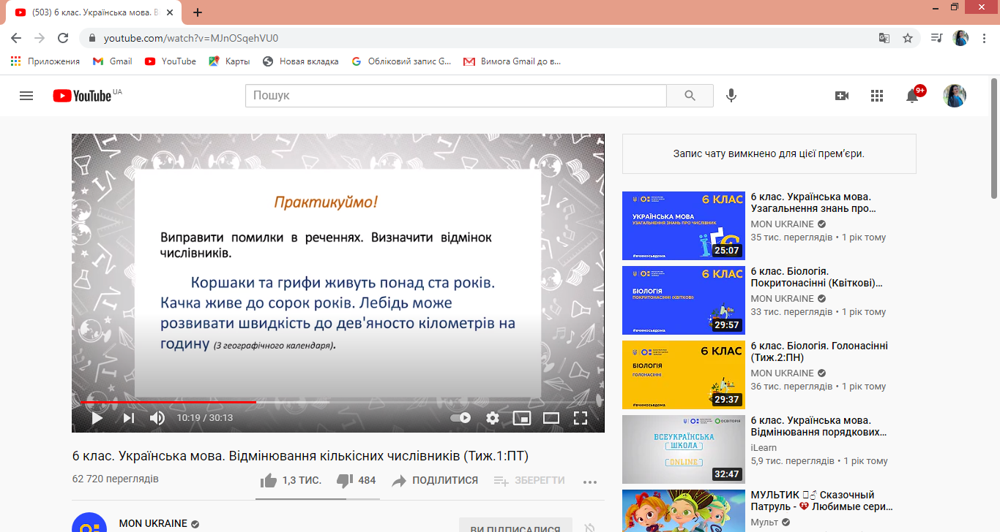 (503) 6 клас. Українська мова. В
youtube.com/watch?v=MJnOSqehVU0
Приложения Gmail YouTube Карты Новая вкладка Обліковий запис G... Вимога Gmail до в...
YouTube UA
Пошук
9+
Практикуймо!
Виправити помилки в реченнях. Визначити відмінок
числівників.
Коршаки та грифи живуть понад ста років.
Качка живе до сорок років. Лебідь може
розвивати швидкість до дев'яносто кілометрів на
годину (З географічного календаря).
10:19 / 30:13
6 клас. Українська мова. Відмінювання кількісних числівників (Тиж.1:ПТ)
62 720 переглядів
1,3 ТИС. 484 ПОДІЛИТИСЯ ЗБЕРЕГТИ
MON UKRAINE
ВИ ПІДПИСАЛИСЯ
Запис чату вимкнено для цієї прем’єри.
6 КЛАС
УКРАЇНСЬКА МОВА
УЗАГАЛЬНЕННЯ ЗНАНЬ ПРО ЧИСЛІВНИК
#ВЧИМОСЬВДОМА
25:07
6 клас. Українська мова.
Узагальнення знань про...
MON UKRAINE
35 тис. переглядів • 1 рік тому
6 КЛАС
БІОЛОГІЯ
ПОКРИТОНАСІННІ (КВІТКОВІ)
#ВЧИМОСЬВДОМА
29:57
6 клас. Біологія.
Покритонасінні (Квіткові)...
MON UKRAINE
33 тис. переглядів • 1 рік тому
6 КЛАС
БІОЛОГІЯ
ГОЛОНАСІННІ
#ВЧИМОСЬВДОМА
29:37
6 клас. Біологія. Голонасінні
(Тиж.2:ПН)
MON UKRAINE
36 тис. переглядів • 1 рік тому
ОСВІТОРІЯ
ВСЕУКРАЇНСЬКА
ШКОЛА
ONLINE
32:47
6 клас. Українська мова.
Відмінювання порядкових...
iLearn
5,9 тис. переглядів • 1 рік тому
МУЛЬТИК Сказочный
Патруль - 💖 Любимые сери...
Мульт